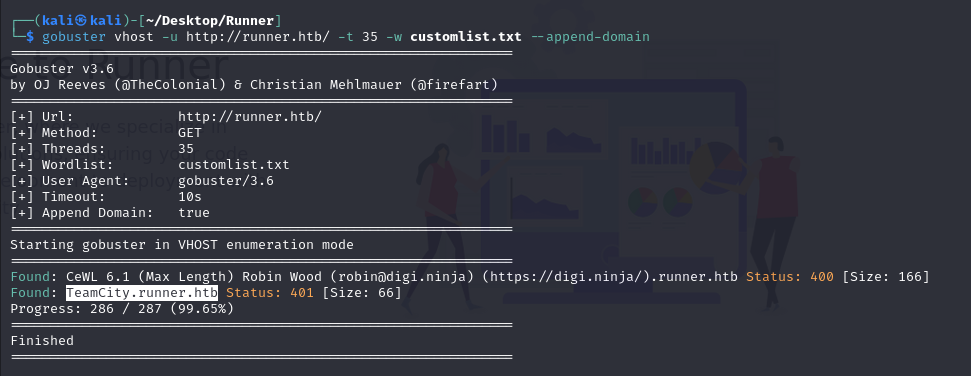 ┌──(kali㉿kali)-[~/Desktop/Runner]
└─$ gobuster vhost -u http://runner.htb/ -t 35 -w customlist.txt --append-domain
===============================================================
Gobuster v3.6
by OJ Reeves (@TheColonial) & Christian Mehlmauer (@firefart)
===============================================================
[+] Url:             http://runner.htb/
[+] Method:          GET
[+] Threads:         35
[+] Wordlist:        customlist.txt
[+] User Agent:      gobuster/3.6
[+] Timeout:         10s
[+] Append Domain:   true
===============================================================
Starting gobuster in VHOST enumeration mode
===============================================================
Found: CeWL 6.1 (Max Length) Robin Wood (robin@digi.ninja) (https://digi.ninja/).runner.htb Status: 400 [Size: 166]
Found: TeamCity.runner.htb Status: 401 [Size: 66]
Progress: 286 / 287 (99.65%)
===============================================================
Finished
===============================================================